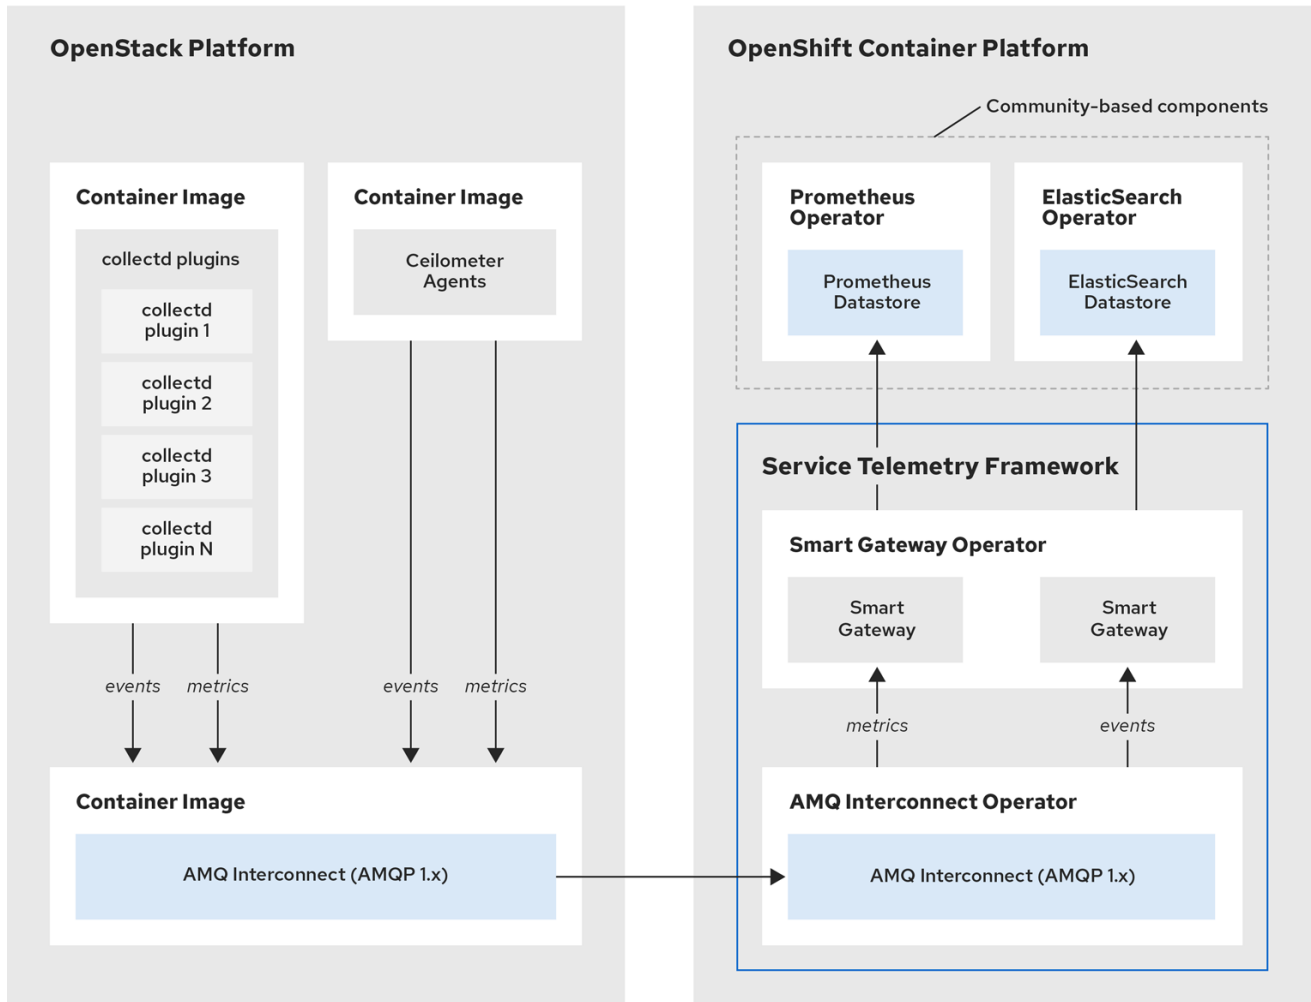 OpenStack Platform
Container Image
collectd plugins
collectd
plugin 1
collectd
plugin 2
collectd
plugin 3
collectd
plugin N
Container Image
Ceilometer
Agents
events
metrics
events
metrics
Container Image
AMQ Interconnect (AMQP 1.x)
OpenShift Container Platform
Community-based components
Prometheus
Operator
Prometheus
Datastore
ElasticSearch
Operator
ElasticSearch
Datastore
Service Telemetry Framework
Smart Gateway Operator
Smart
Gateway
Smart
Gateway
metrics
events
AMQ Interconnect Operator
AMQ Interconnect (AMQP 1.x)